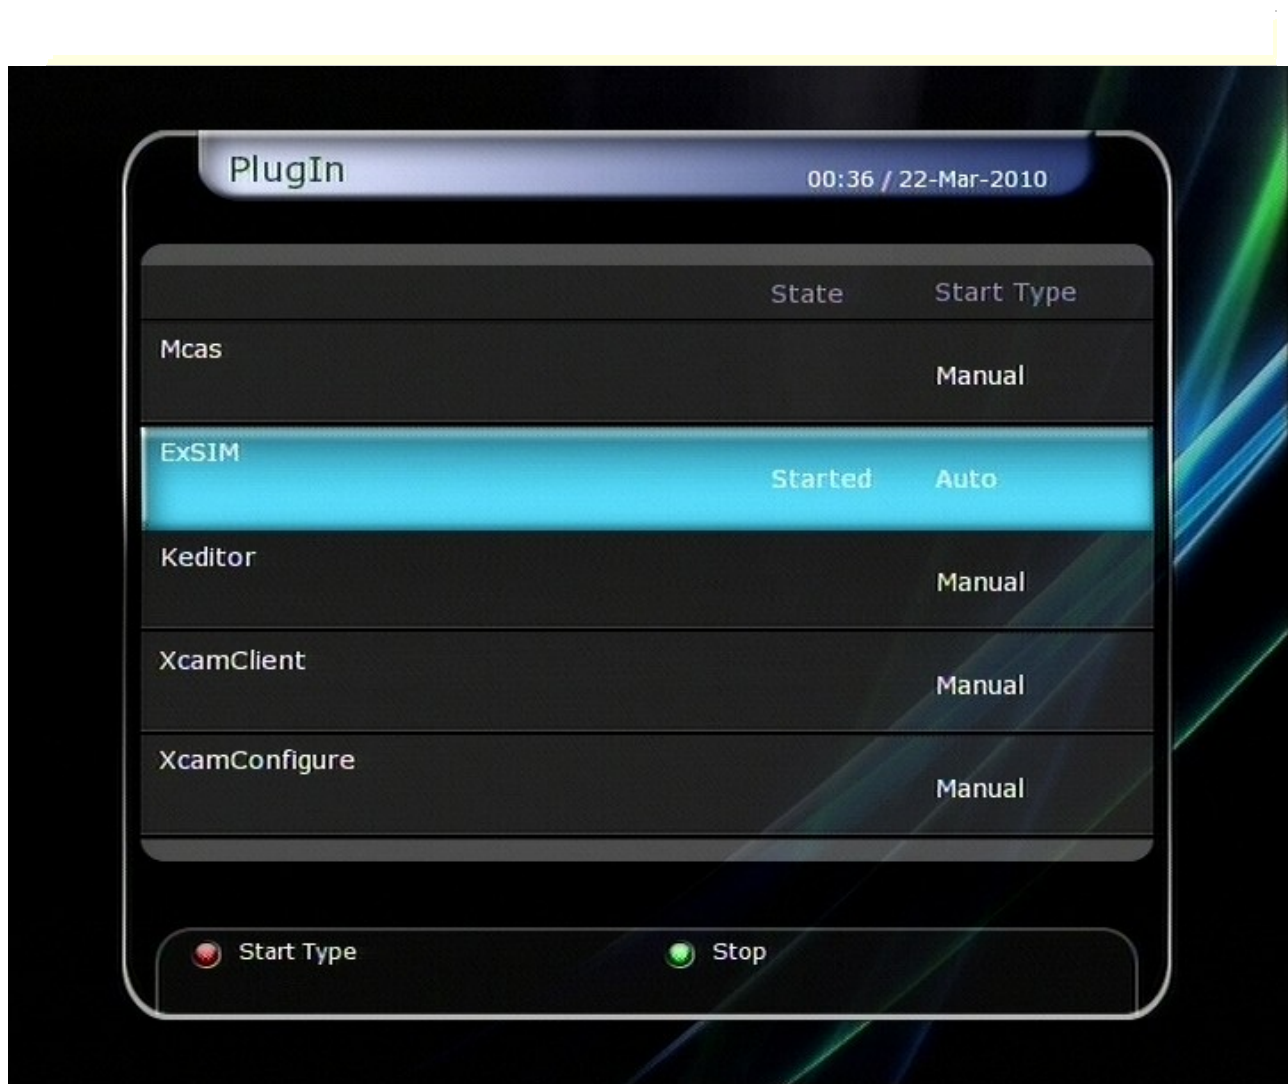 PlugIn
00:36 / 22-Mar-2010
State Start Type
Mcas
Manual
ExSIM
Started Auto
Keditor
Manual
XcamClient
Manual
XcamConfigure
Manual
Start Type Stop